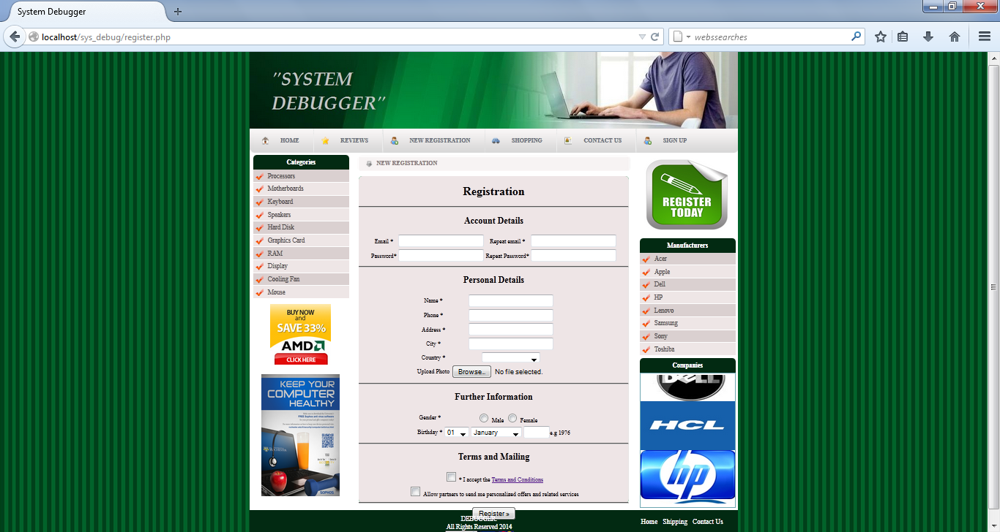 System Debugger
localhost/sys_debug/register.php
webssearches
"SYSTEM
DEBUGGER"
HOME
REVIEWS
NEW REGISTRATION
SHOPPING
CONTACT US
SIGN UP
Categories
Processors
Motherboards
Keyboard
Speakers
Hard Disk
Graphics Card
RAM
Display
Cooling Fan
Mouse
BUY NOW
and
SAVE 33%
AMD
CLICK HERE
KEEP YOUR
COMPUTER
HEALTHY
SOPHOS
NEW REGISTRATION
Registration
Account Details
Email *
Repeat email *
Password*
Repeat Password*
Personal Details
Name *
Phone *
Address *
City *
Country *
Upload Photo
Browse..
No file selected.
Further Information
Gender *
Male
Female
Birthday *
01
January
e.g 1976
Terms and Mailing
* I accept the Terms and Conditions
Allow partners to send me personalized offers and related services
Register »
REGISTER
TODAY
Manufacturers
Acer
Apple
Dell
HP
Lenovo
Samsung
Sony
Toshiba
Companies
DELL
HCL
hp
All Rights Reserved 2014
Home
Shipping
Contact Us